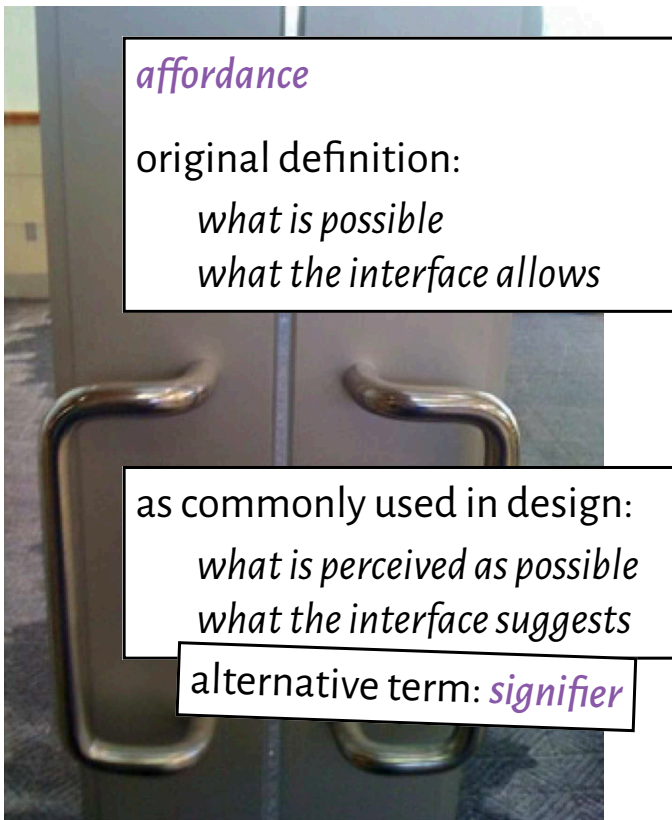 affordance
original definition:
what is possible
what the interface allows
as commonly used in design:
what is perceived as possible
what the interface suggests
alternative term: signifier